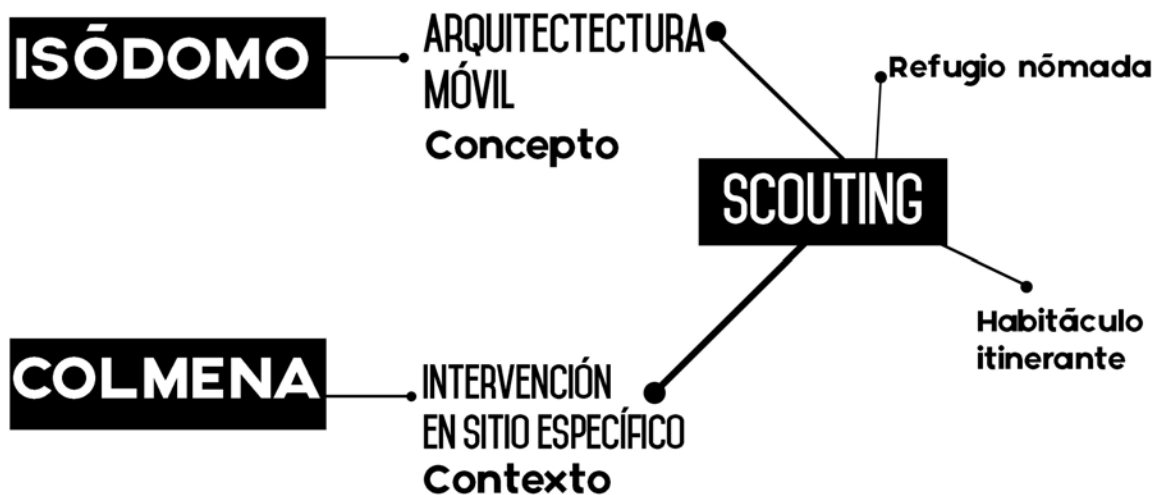 ISÓDOMO
ARQUITECTECTURA
MÓVIL
Concepto
Refugio nómada
SCOUTING
Habitáculo
itinerante
COLMENA
INTERVENCIÓN
EN SITIO ESPECÍFICO
Contexto